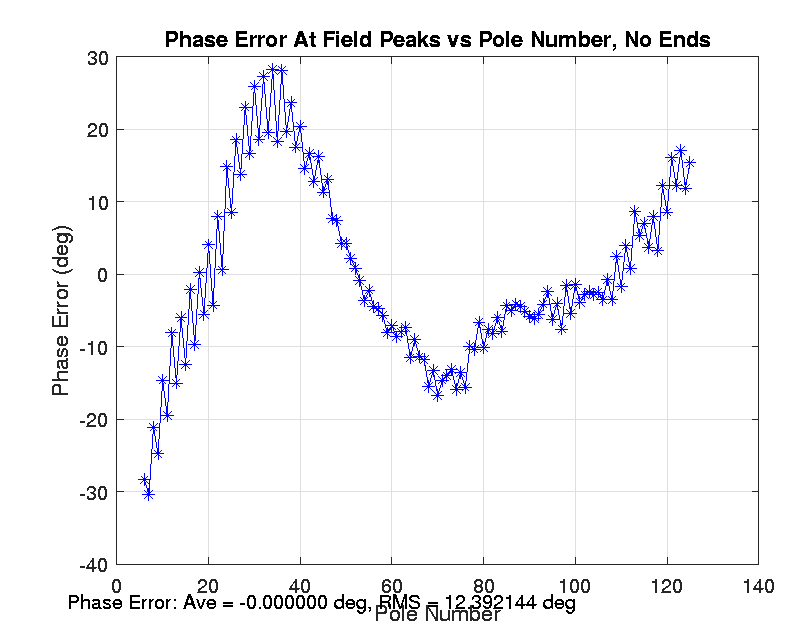 Phase Error At Field Peaks vs Pole Number, No Ends
30
20
10
0
-10
-20
-30
-40
Phase Error (deg)
0 20 40 60 80 100 120 140
Phase Error: Ave = -0.000000 deg, RMS = 12.392144 deg
Pole Number